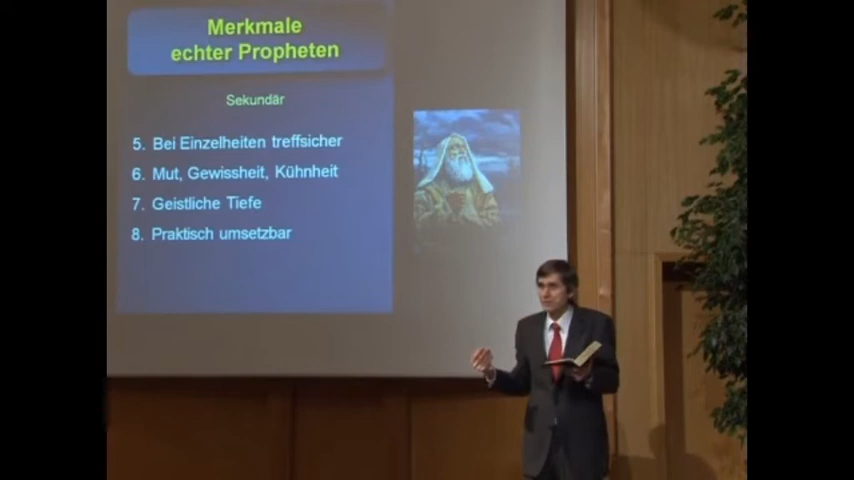 Merkmale
echter Propheten
Sekundär
5. Bei Einzelheiten treffsicher
6. Mut, Gewissheit, Kühnheit
7. Geistliche Tiefe
8. Praktisch umsetzbar